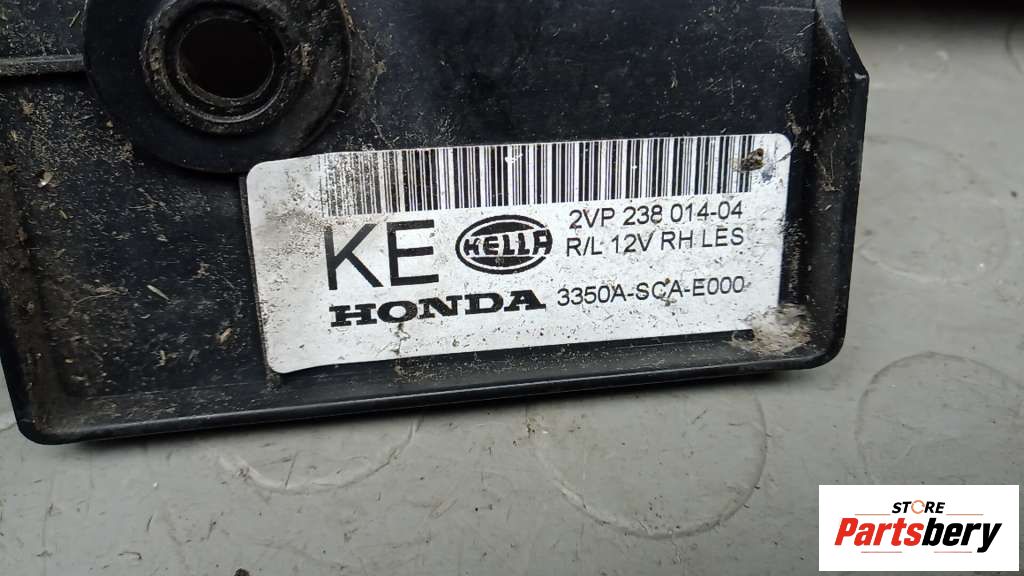 KE
HELLA
2VP 238 014-04
R/L 12V RH LES
HONDA
3350A-SCA-E000
STORE
Partsbery